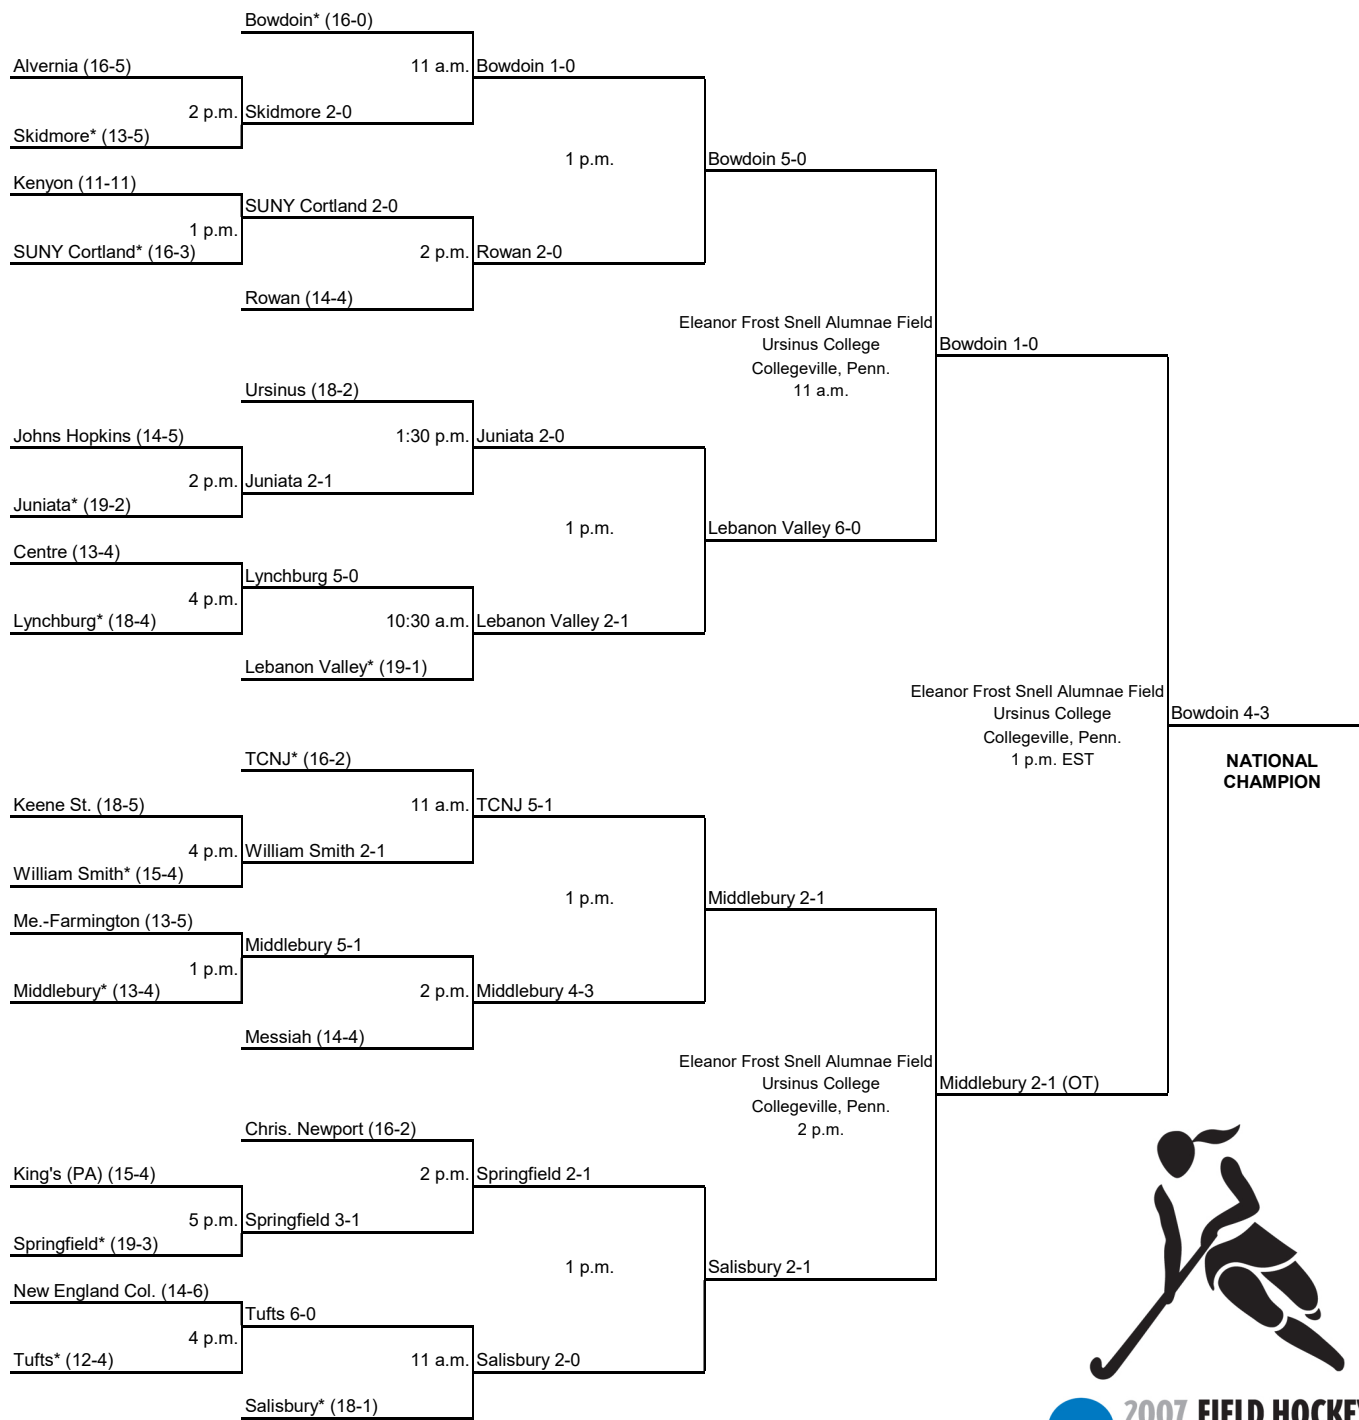 Bowdoin* (16-0)
Alvernia (16-5)
11 a.m.
Bowdoin 1-0
2 p.m.
Skidmore 2-0
Skidmore* (13-5)
1 p.m.
Bowdoin 5-0
Kenyon (11-11)
SUNY Cortland 2-0
1 p.m.
SUNY Cortland* (16-3)
2 p.m.
Rowan 2-0
Rowan (14-4)
Eleanor Frost Snell Alumnae Field
Ursinus College
Collegeville, Penn.
11 a.m.
Bowdoin 1-0
Ursinus (18-2)
Johns Hopkins (14-5)
1:30 p.m.
Juniata 2-0
2 p.m.
Juniata 2-1
Juniata* (19-2)
1 p.m.
Lebanon Valley 6-0
Centre (13-4)
Lynchburg 5-0
4 p.m.
Lynchburg* (18-4)
10:30 a.m.
Lebanon Valley 2-1
Lebanon Valley* (19-1)
Eleanor Frost Snell Alumnae Field
Ursinus College
Collegeville, Penn.
1 p.m. EST
Bowdoin 4-3
NATIONAL
CHAMPION
TCNJ* (16-2)
Keene St. (18-5)
11 a.m.
TCNJ 5-1
4 p.m.
William Smith 2-1
William Smith* (15-4)
1 p.m.
Middlebury 2-1
Me.-Farmington (13-5)
Middlebury 5-1
1 p.m.
Middlebury* (13-4)
2 p.m.
Middlebury 4-3
Messiah (14-4)
Eleanor Frost Snell Alumnae Field
Ursinus College
Collegeville, Penn.
2 p.m.
Middlebury 2-1 (OT)
Chris. Newport (16-2)
King's (PA) (15-4)
2 p.m.
Springfield 2-1
5 p.m.
Springfield 3-1
Springfield* (19-3)
1 p.m.
Salisbury 2-1
New England Col. (14-6)
Tufts 6-0
4 p.m.
Tufts* (12-4)
11 a.m.
Salisbury 2-0
Salisbury* (18-1)
2007 FIELD HOCKEY